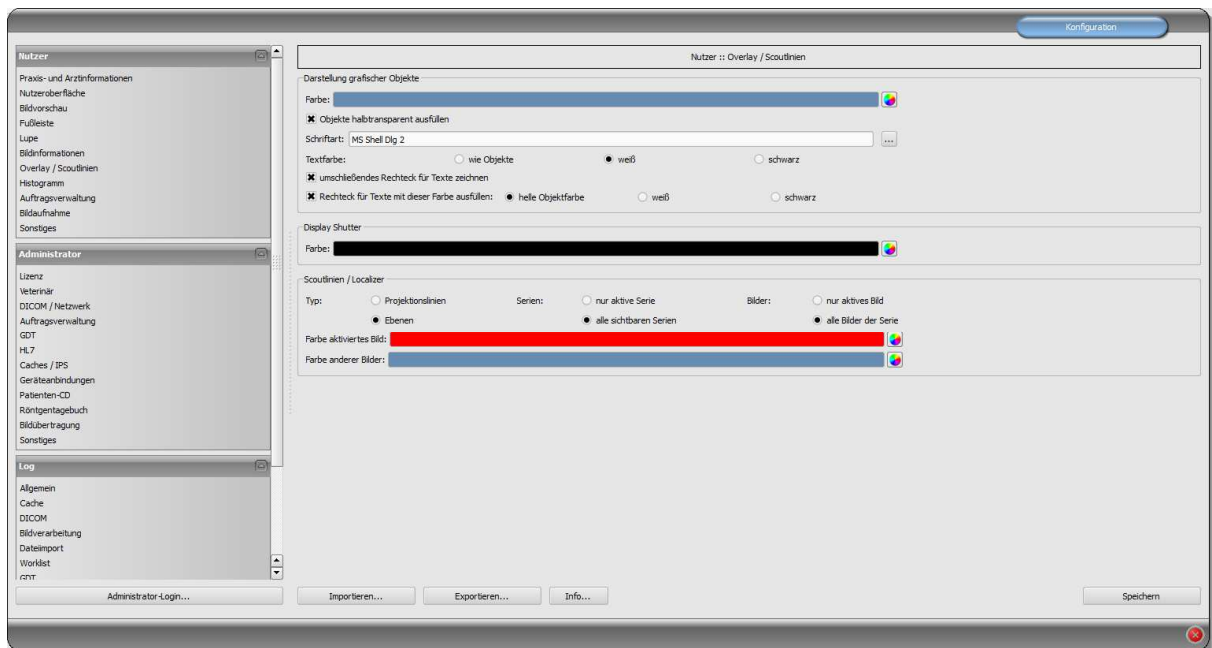 Konfiguration
Nutzer
Praxis- und Arztinformationen
Nutzeroberfläche
Bildvorschau
Fußleiste
Lupe
Bildinformationen
Overlay / Scoutlinien
Histogramm
Auftragsverwaltung
Bildaufnahme
Sonstiges
Administrator
Lizenz
Veterinär
DICOM / Netzwerk
Auftragsverwaltung
GDT
HL7
Caches / IPS
Geräteanbindungen
Patienten-CD
Röntgentagebuch
Bildübertragung
Sonstiges
Log
Allgemein
Cache
DICOM
Bildverarbeitung
Dateiimport
Worklist
GDT
Administrator-Login...
Nutzer :: Overlay / Scoutlinien
Darstellung grafischer Objekte
Farbe:
Objekte halbtransparent ausfüllen
Schriftart: MS Shell Dlg 2 ...
Textfarbe: wie Objekte weiß schwarz
umschließendes Rechteck für Texte zeichnen
Rechteck für Texte mit dieser Farbe ausfüllen: helle Objektfarbe weiß schwarz
Display Shutter
Farbe:
Scoutlinien / Localizer
Typ: Projektionslinien Serien: nur aktive Serie Bilder: nur aktives Bild
Ebenen alle sichtbaren Serien alle Bilder der Serie
Farbe aktiviertes Bild:
Farbe anderer Bilder:
Importieren... Exportieren... Info... Speichern